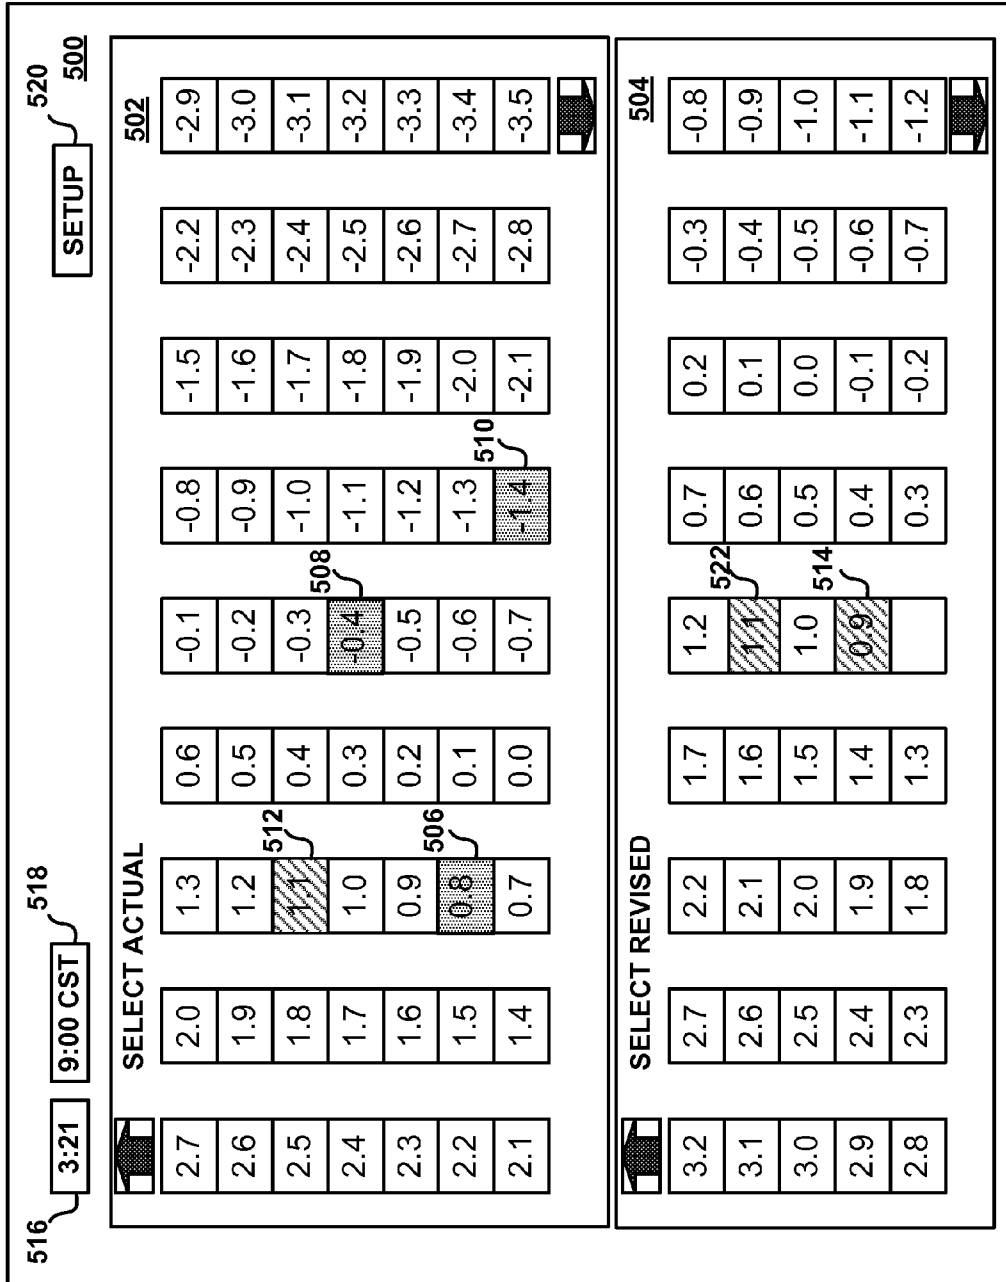 516 518 520
3:21 9:00 CST SETUP 500
SELECT ACTUAL 502
2.7 2.0 1.3 0.6 -0.1 -0.8 -1.5 -2.2 -2.9
2.6 1.9 1.2 0.5 -0.2 -0.9 -1.6 -2.3 -3.0
2.5 1.8 1.1 512 0.4 -0.3 -1.0 -1.7 -2.4 -3.1
2.4 1.7 1.0 0.3 -0.4 508 -1.1 -1.8 -2.5 -3.2
2.3 1.6 0.9 0.2 -0.5 -1.2 -1.9 -2.6 -3.3
2.2 1.5 0.8 506 0.1 -0.6 -1.3 -2.0 -2.7 -3.4
2.1 1.4 0.7 0.0 -0.7 -1.4 510 -2.1 -2.8 -3.5
SELECT REVISED 504
3.2 2.7 2.2 1.7 1.2 0.7 0.2 -0.3 -0.8
3.1 2.6 2.1 1.6 1.1 522 0.6 0.1 -0.4 -0.9
3.0 2.5 2.0 1.5 1.0 0.5 0.0 -0.5 -1.0
2.9 2.4 1.9 1.4 0.9 514 0.4 -0.1 -0.6 -1.1
2.8 2.3 1.8 1.3 0.3 -0.2 -0.7 -1.2